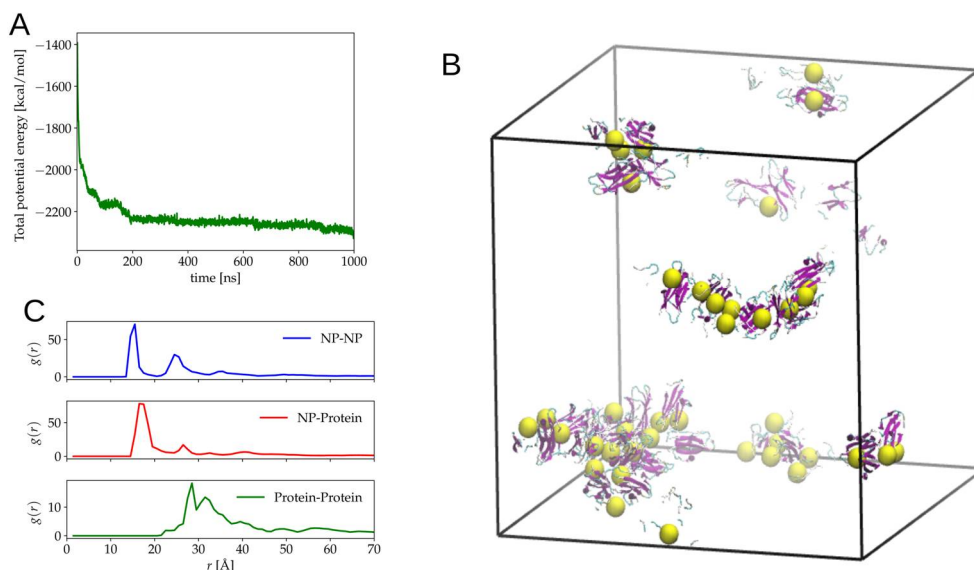 A
Total potential energy [kcal/mol]
−1400
−1600
−1800
−2000
−2200
0 200 400 600 800 1000
time [ns]
B
C
g(r)
50
0
NP-NP
g(r)
50
0
NP-Protein
g(r)
10
0
Protein-Protein
0 10 20 30 40 50 60 70
r [Å]